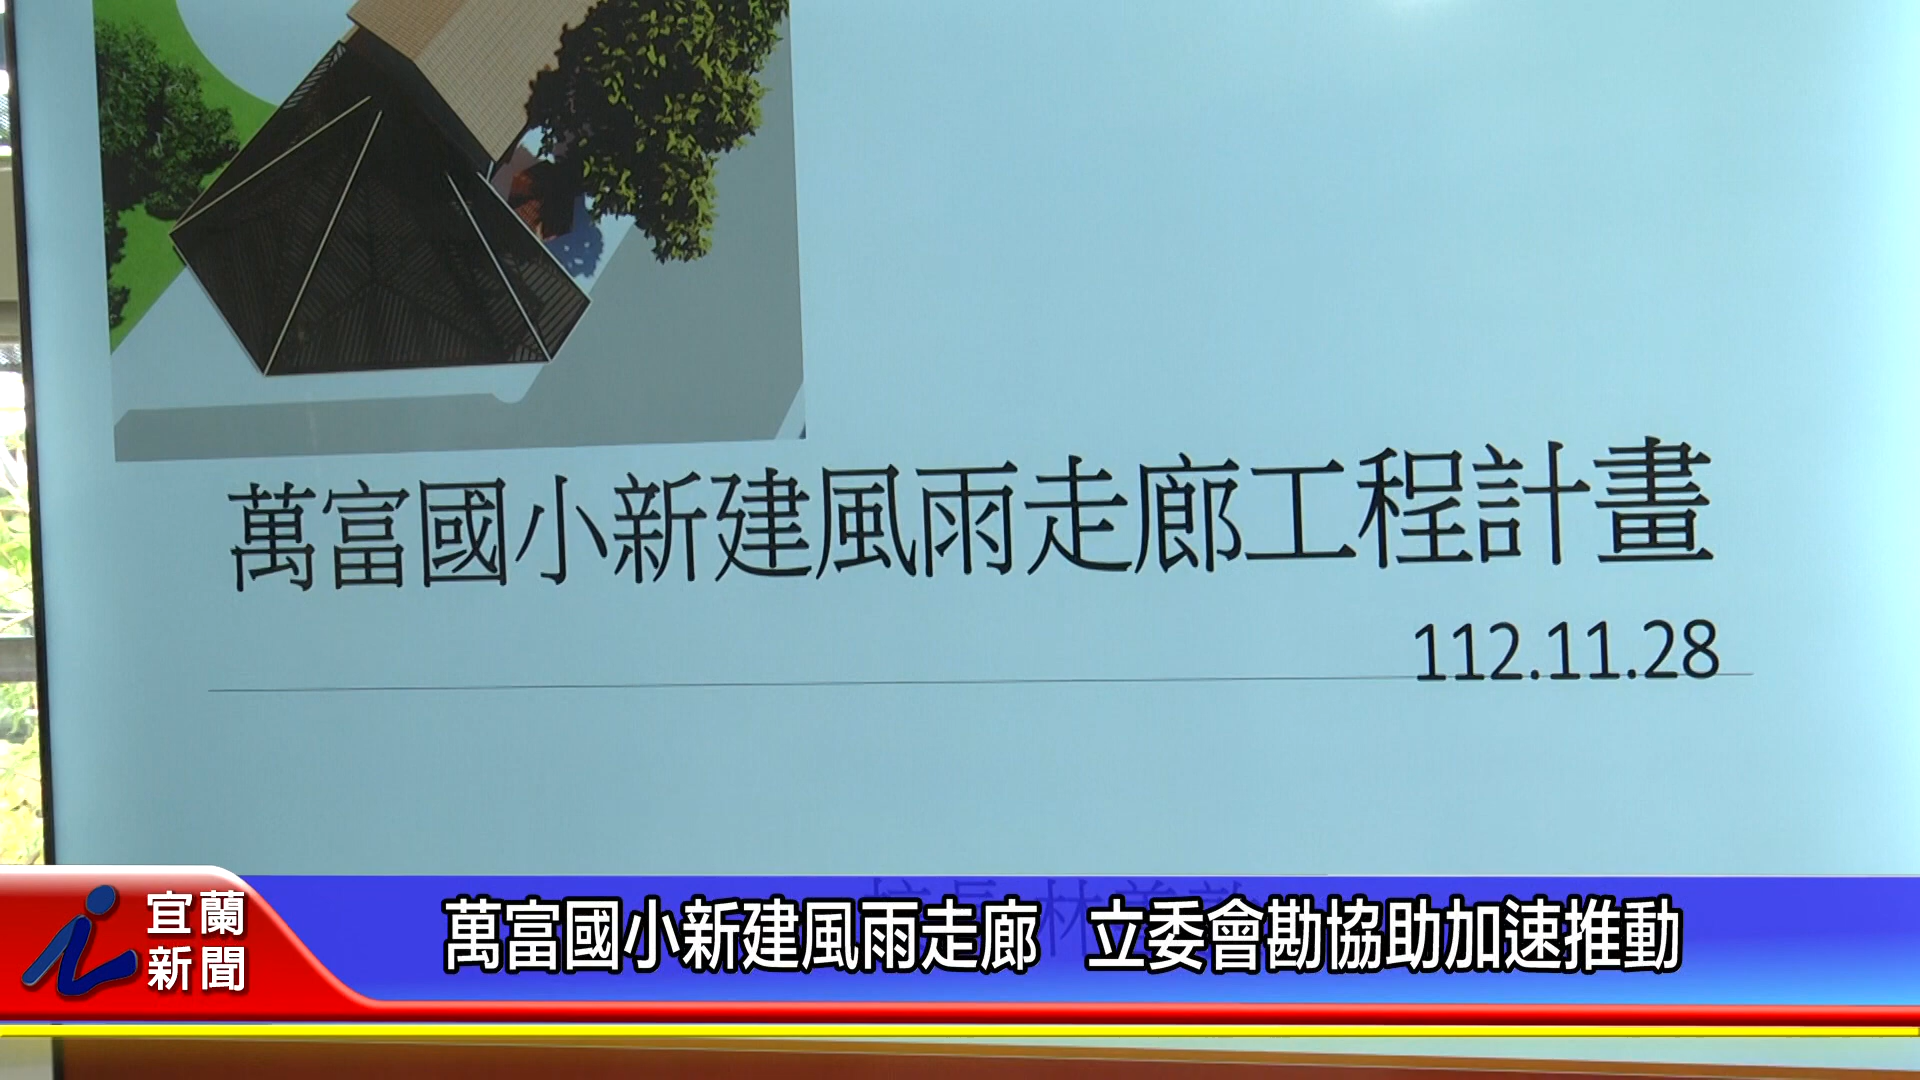 萬富國小新建風雨走廊工程計畫
112.11.28
宜蘭
新聞
萬富國小新建風雨走廊 立委會勘協助加速推動